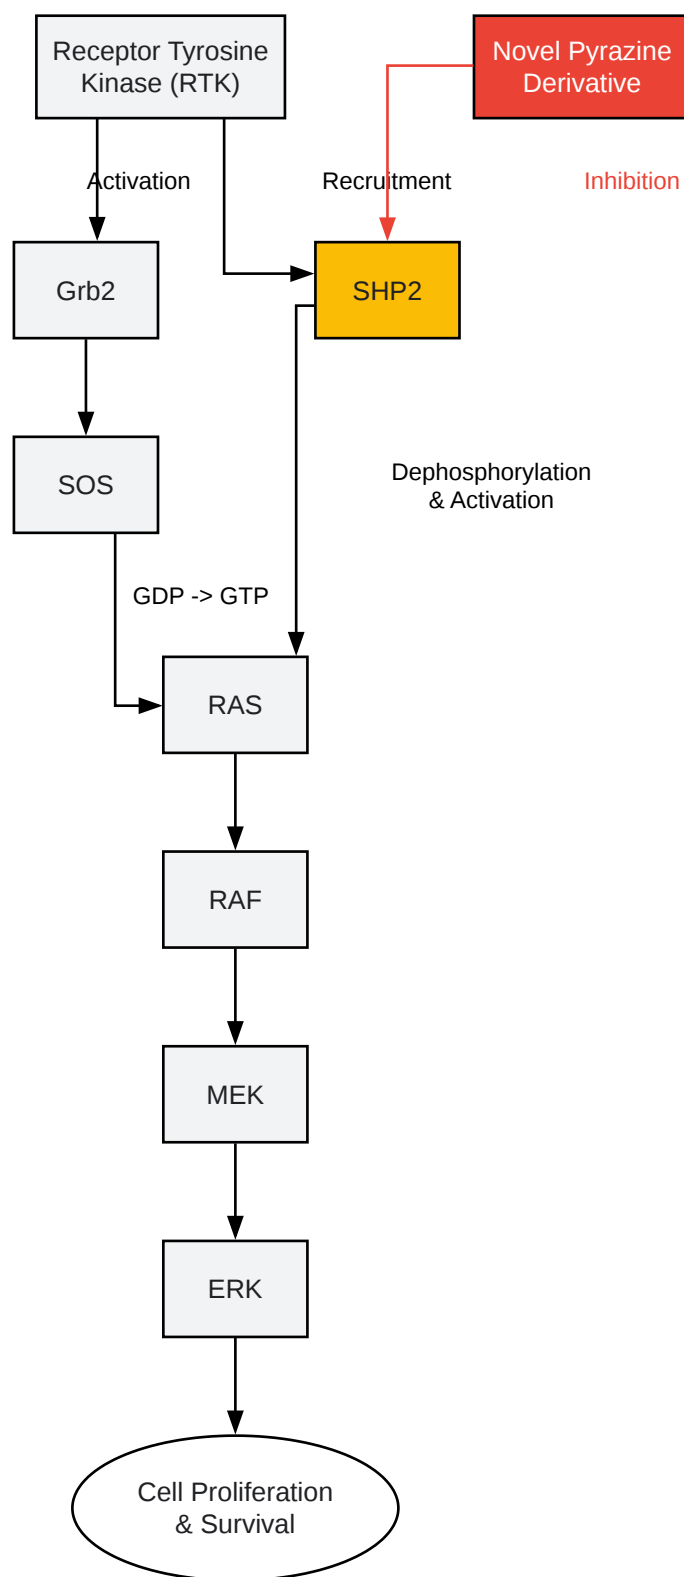 Receptor Tyrosine
Kinase (RTK)
Novel Pyrazine
Derivative
Activation
Recruitment
Inhibition
Grb2
SHP2
SOS
Dephosphorylation
& Activation
GDP -> GTP
RAS
RAF
MEK
ERK
Cell Proliferation
& Survival